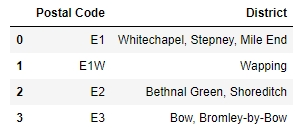 Postal Code District
0 E1 Whitechapel, Stepney, Mile End
1 E1W Wapping
2 E2 Bethnal Green, Shoreditch
3 E3 Bow, Bromley-by-Bow